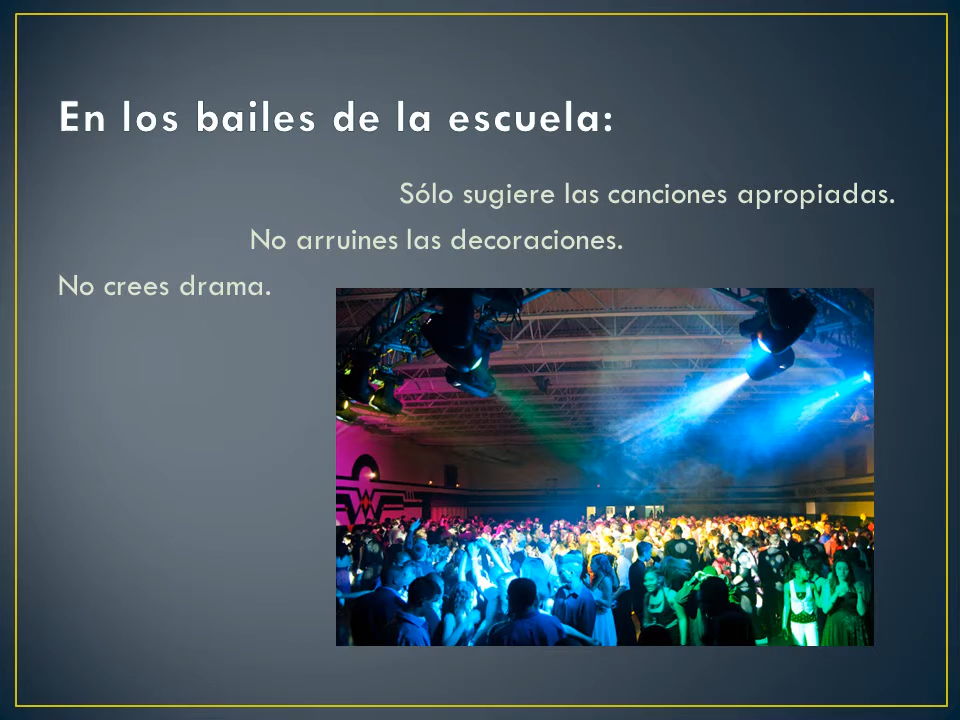 En los bailes de la escuela:
Sólo sugiere las canciones apropiadas.
No arruines las decoraciones.
No crees drama.